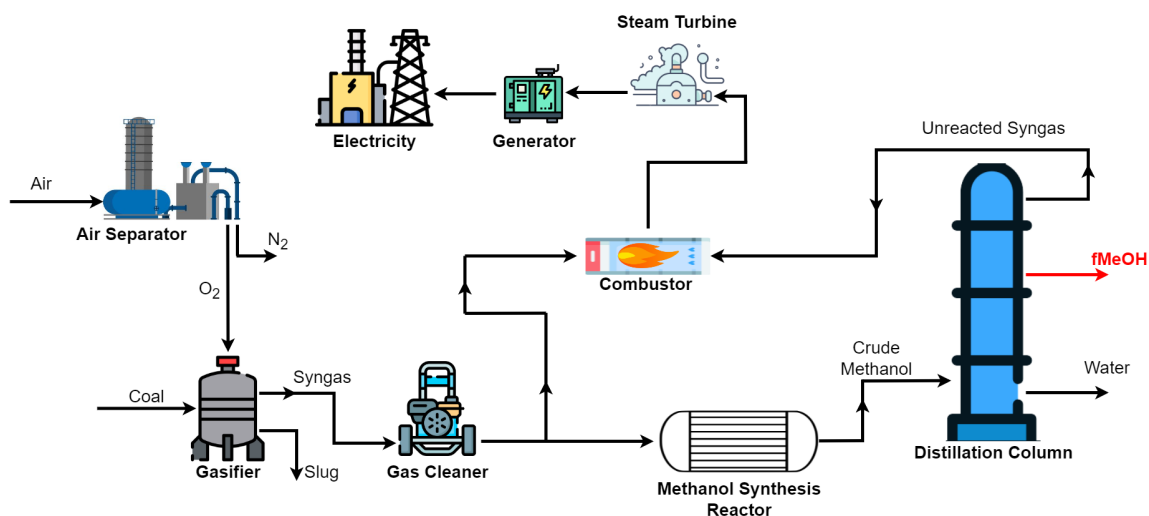 Steam Turbine
Electricity
Generator
Unreacted Syngas
Air
Air Separator
N2
fMeOH
Combustor
O2
Crude
Methanol
Water
Syngas
Coal
Gasifier
Slug
Gas Cleaner
Distillation Column
Methanol Synthesis
Reactor